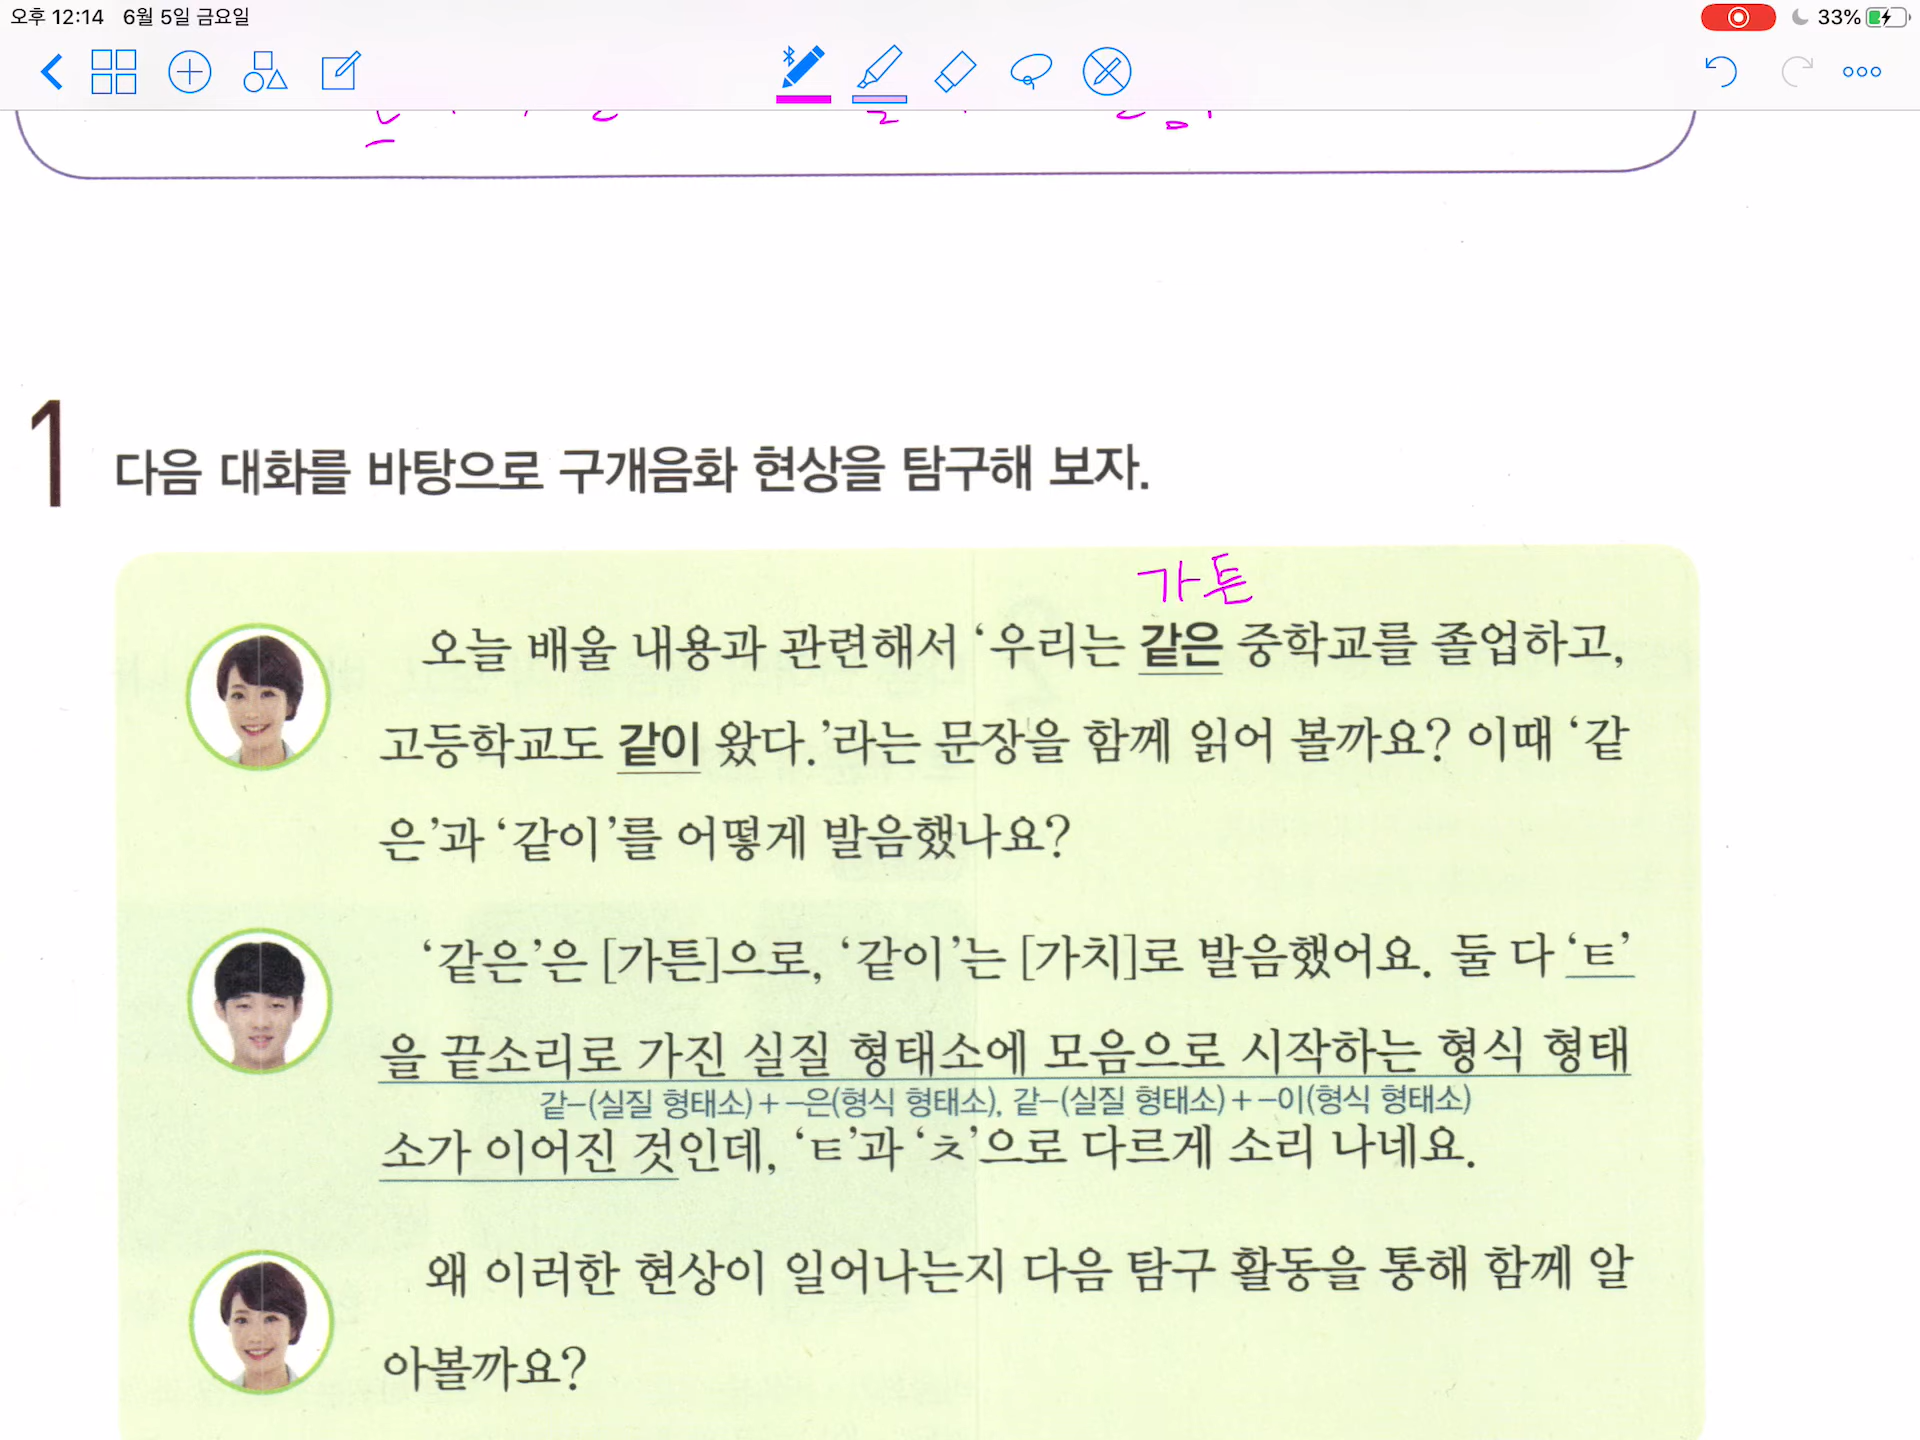 오후 12:14 6월 5일 금요일 33%
1 다음 대화를 바탕으로 구개음화 현상을 탐구해 보자.
가튼
오늘 배울 내용과 관련해서 ‘우리는 같은 중학교를 졸업하고,
고등학교도 같이 왔다.’라는 문장을 함께 읽어 볼까요? 이때 ‘같
은’과 ‘같이’를 어떻게 발음했나요?
‘같은’은 [가튼]으로, ‘같이’는 [가치]로 발음했어요. 둘 다 ‘ㅌ’
을 끝소리로 가진 실질 형태소에 모음으로 시작하는 형식 형태
같-(실질 형태소)+-은(형식 형태소), 같-(실질 형태소)+-이(형식 형태소)
소가 이어진 것인데, ‘ㅌ’과 ‘ㅊ’으로 다르게 소리 나네요.
왜 이러한 현상이 일어나는지 다음 탐구 활동을 통해 함께 알
아볼까요?